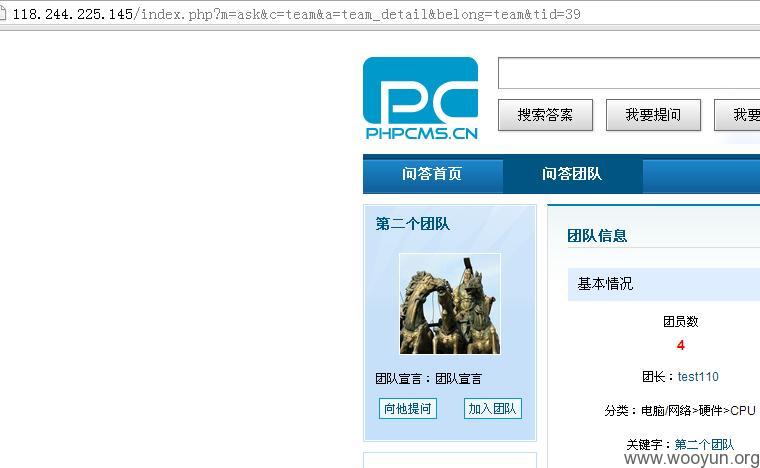 118.244.225.145/index.php?m=ask&c=team&a=team_detail&belong=team&tid=39
PC
PHPCMS.CN
搜索答案 我要提问 我要
问答首页 问答团队
第二个团队
团队宣言：团队宣言
向他提问 加入团队
团队信息
基本情况
团员数
4
团长：test110
分类：电脑/网络>硬件>CPU
关键字：第二个团队
www.wooyun.org